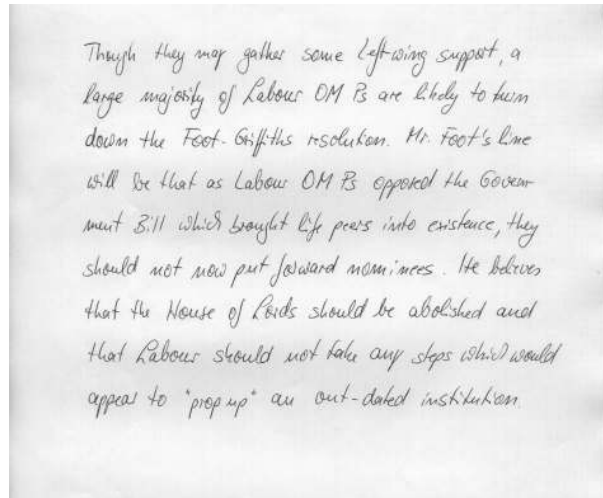 Though they may gather some Left-wing support, a
large majority of Labour OM Ps are likely to turn
down the Foot-Griffiths resolution. Mr. Foot's line
will be that as Labour OM Ps opposed the Govern-
ment Bill which brought life peers into existence, they
should not now put forward nominees. He believes
that the House of Lords should be abolished and
that Labour should not take any steps which would
appear to "prop up" an out-dated institution.